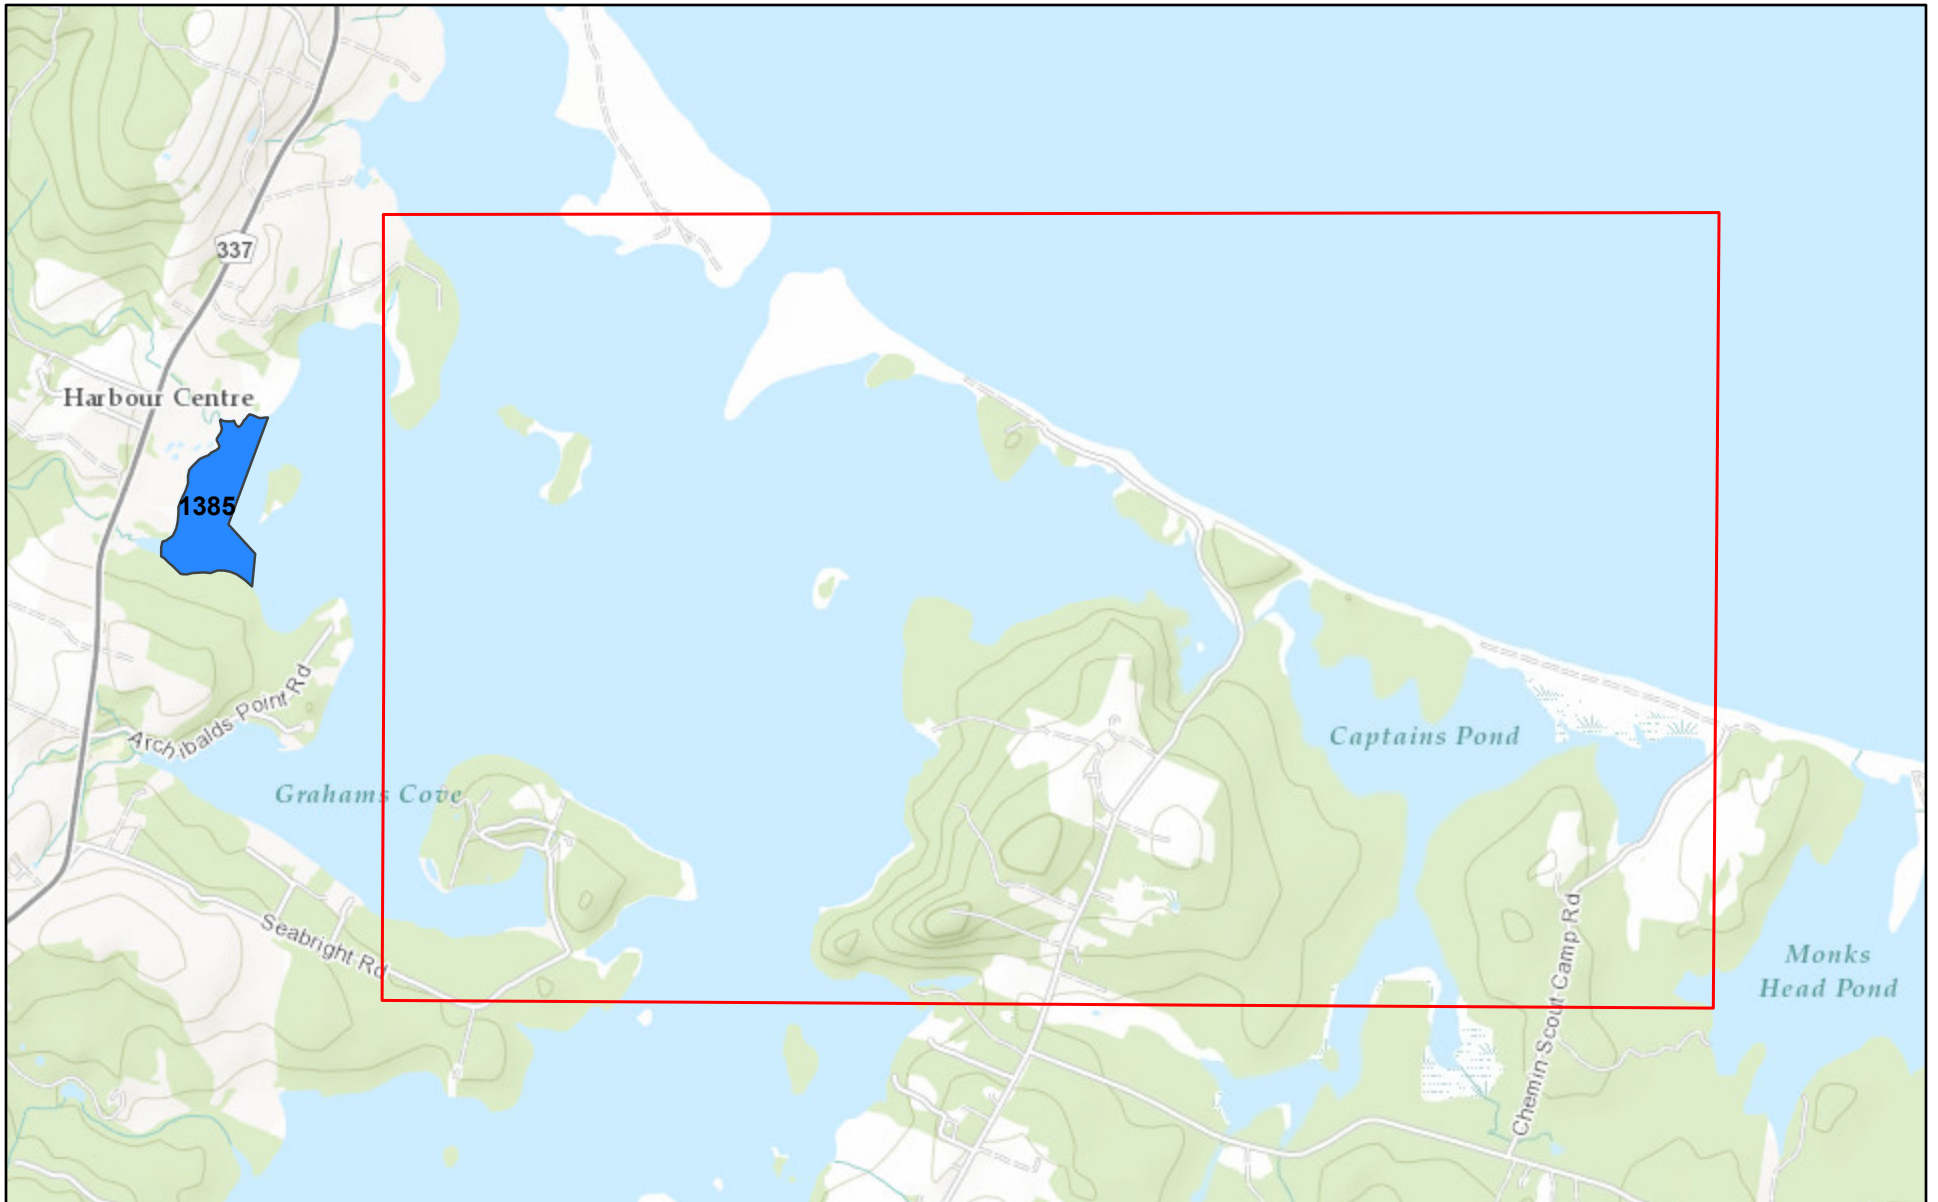 337
Harbour Centre
1385
Archibalds Point Rd
Captains Pond
Grahams Cove
Seabright Rd
Chemin Scout Camp Rd
Monks
Head Pond